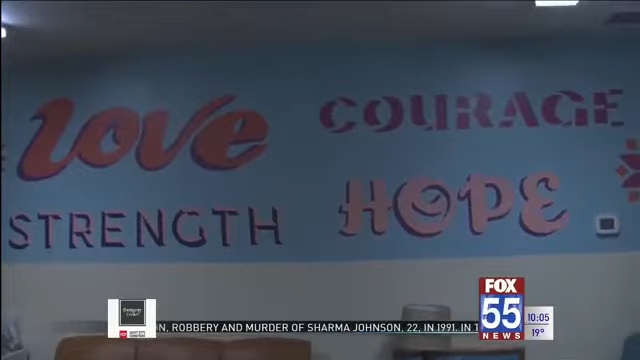 Love
COURAGE
STRENGTH
HOPE
N, ROBBERY AND MURDER OF SHARMA JOHNSON, 22, IN 1991. IN
FOX
55
NEWS
10:05
19°